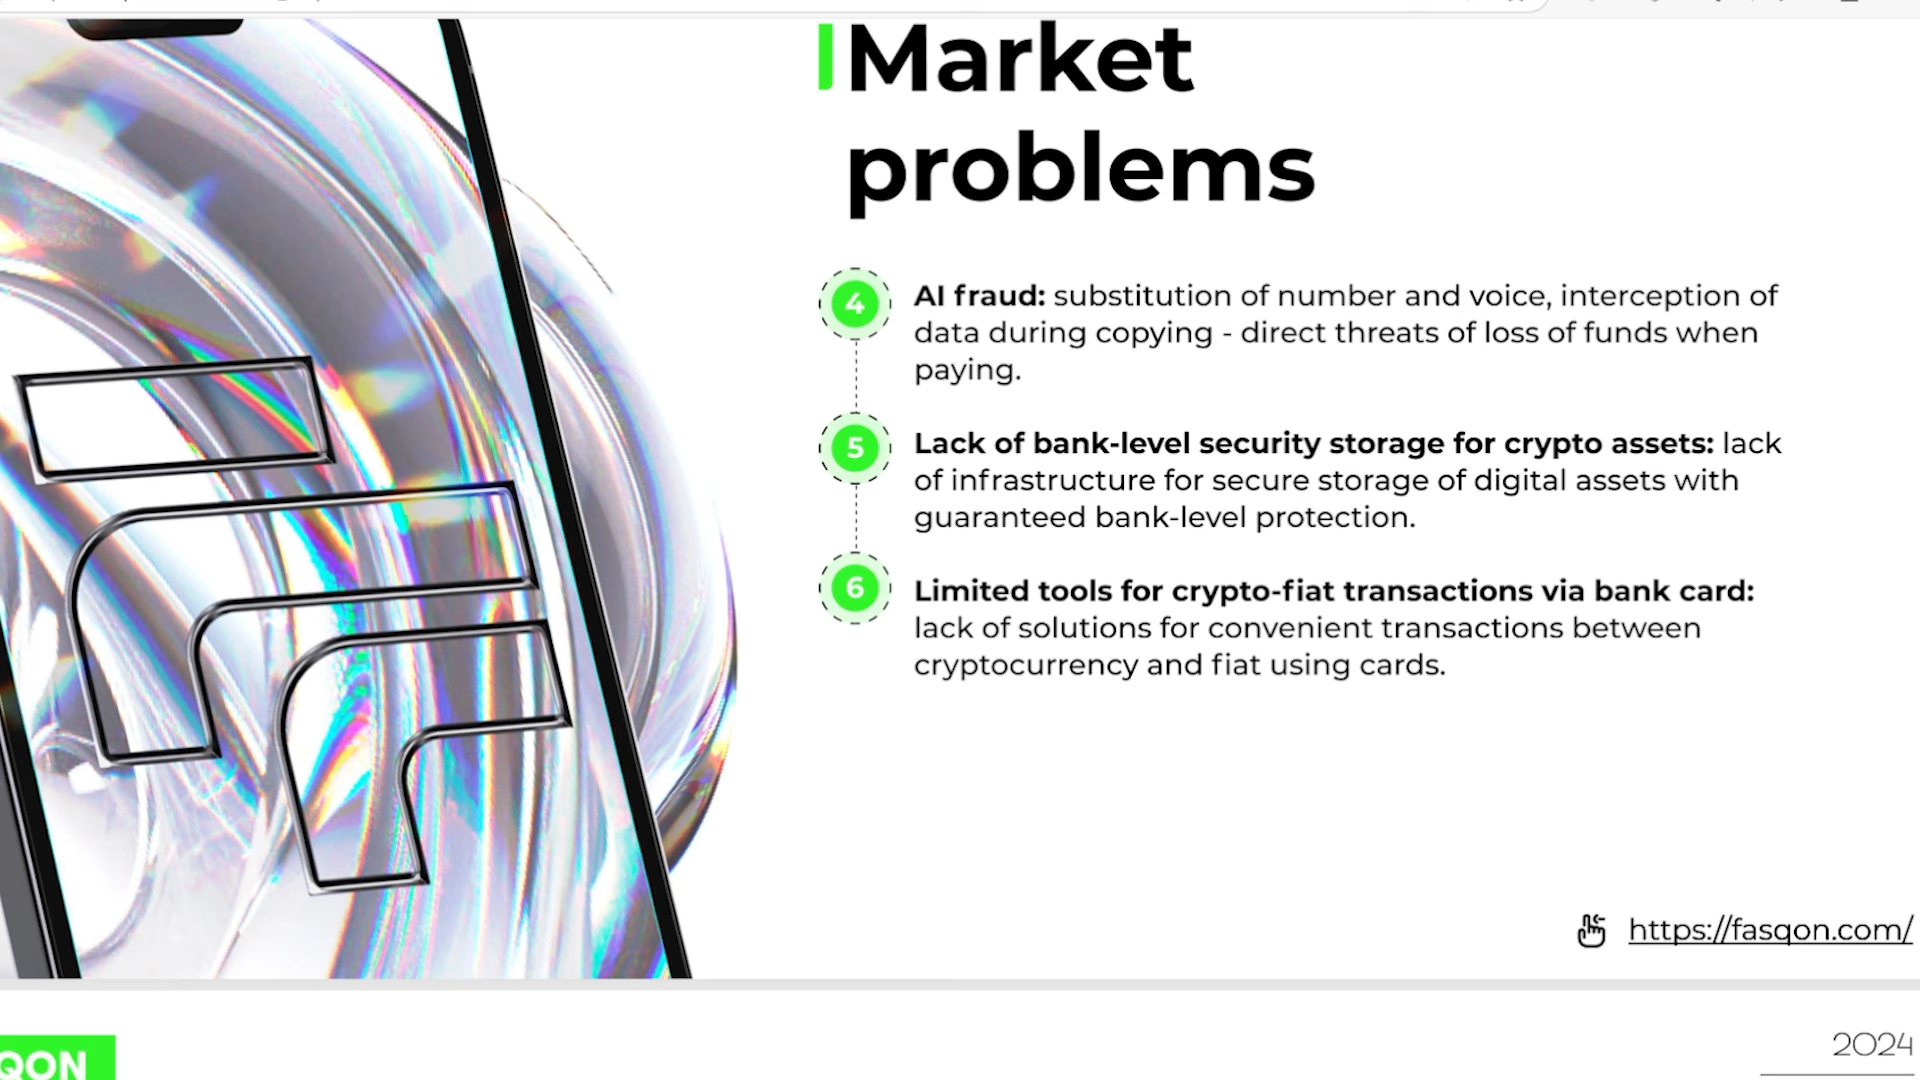 Market
problems
4
AI fraud: substitution of number and voice, interception of
data during copying - direct threats of loss of funds when
paying.
5
Lack of bank-level security storage for crypto assets: lack
of infrastructure for secure storage of digital assets with
guaranteed bank-level protection.
6
Limited tools for crypto-fiat transactions via bank card:
lack of solutions for convenient transactions between
cryptocurrency and fiat using cards.
https://fasqon.com/
QON
2024